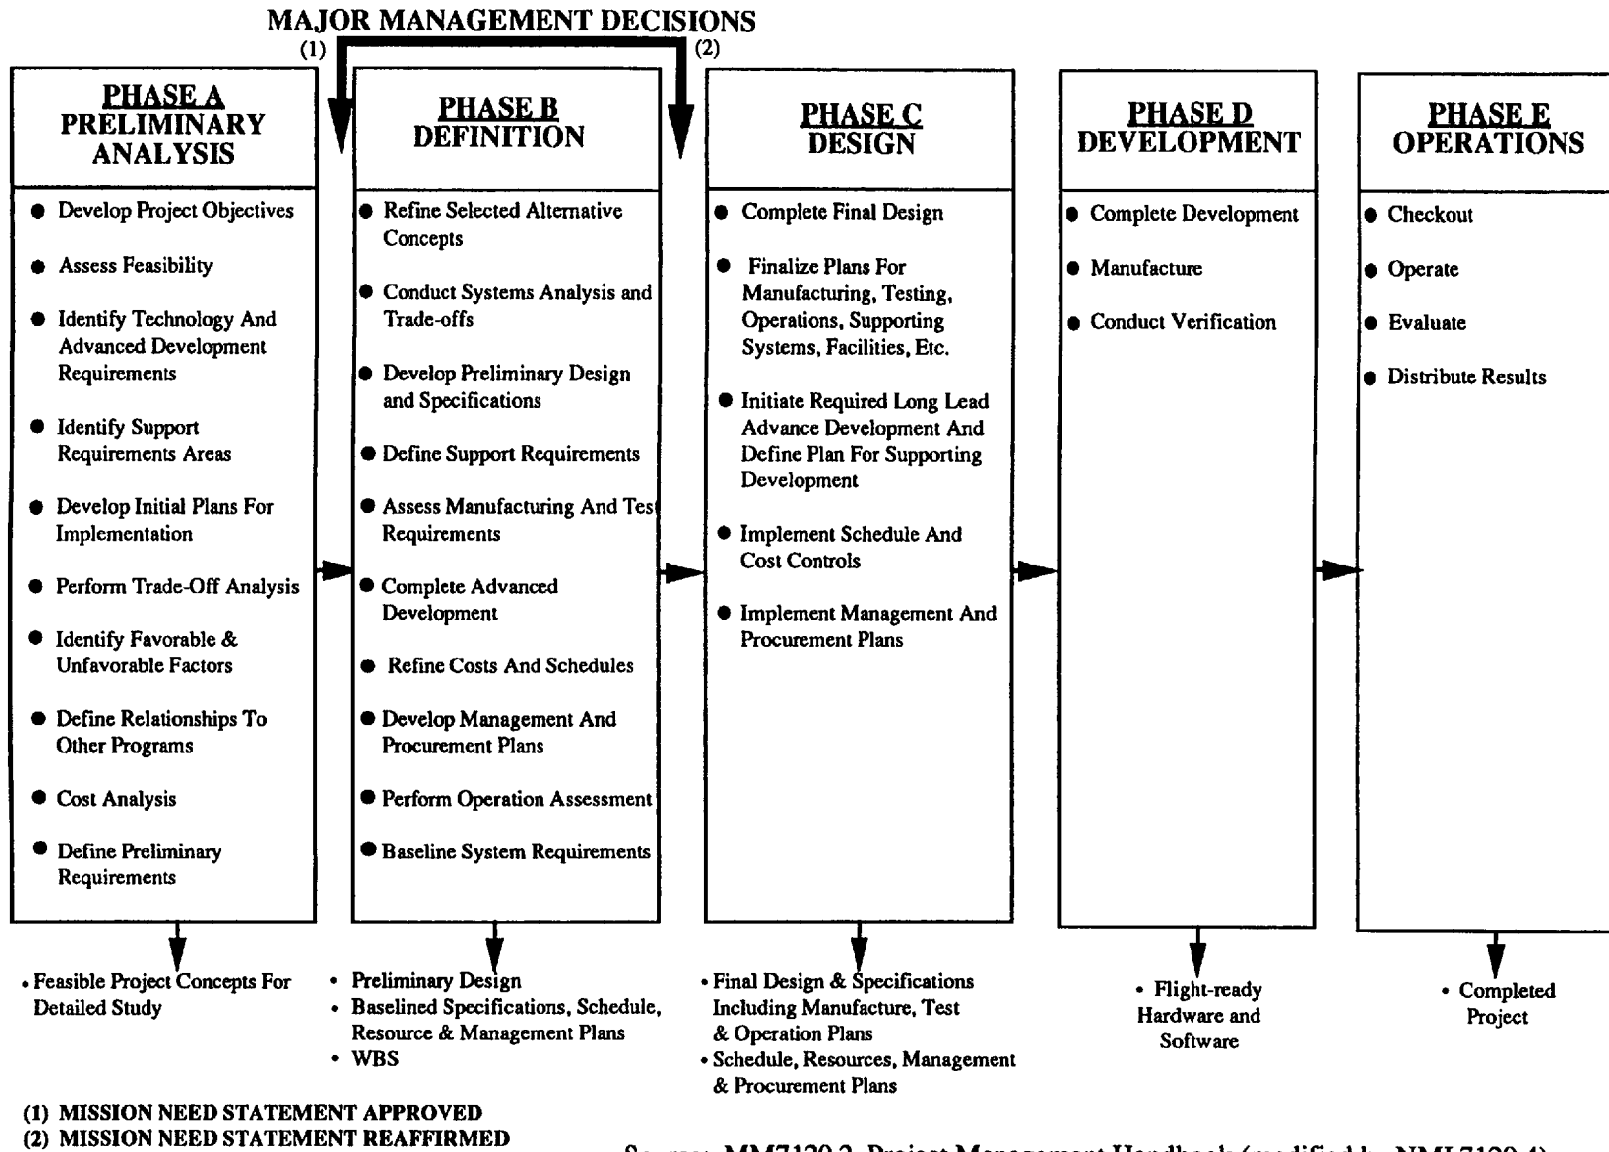 MAJOR MANAGEMENT DECISIONS
(1)
(2)
PHASE A
PRELIMINARY
ANALYSIS
● Develop Project Objectives
● Assess Feasibility
● Identify Technology And
Advanced Development
Requirements
● Identify Support
Requirements Areas
● Develop Initial Plans For
Implementation
● Perform Trade-Off Analysis
● Identify Favorable &
Unfavorable Factors
● Define Relationships To
Other Programs
● Cost Analysis
● Define Preliminary
Requirements
• Feasible Project Concepts For
Detailed Study
PHASE B
DEFINITION
● Refine Selected Alternative
Concepts
● Conduct Systems Analysis and
Trade-offs
● Develop Preliminary Design
and Specifications
● Define Support Requirements
● Assess Manufacturing And Test
Requirements
● Complete Advanced
Development
● Refine Costs And Schedules
● Develop Management And
Procurement Plans
● Perform Operation Assessment
● Baseline System Requirements
• Preliminary Design
• Baselined Specifications, Schedule,
Resource & Management Plans
• WBS
PHASE C
DESIGN
● Complete Final Design
● Finalize Plans For
Manufacturing, Testing,
Operations, Supporting
Systems, Facilities, Etc.
● Initiate Required Long Lead
Advance Development And
Define Plan For Supporting
Development
● Implement Schedule And
Cost Controls
● Implement Management And
Procurement Plans
• Final Design & Specifications
Including Manufacture, Test
& Operation Plans
• Schedule, Resources, Management
& Procurement Plans
PHASE D
DEVELOPMENT
● Complete Development
● Manufacture
● Conduct Verification
• Flight-ready
Hardware and
Software
PHASE E
OPERATIONS
● Checkout
● Operate
● Evaluate
● Distribute Results
• Completed
Project
(1) MISSION NEED STATEMENT APPROVED
(2) MISSION NEED STATEMENT REAFFIRMED
Project Management Handbook (modified by